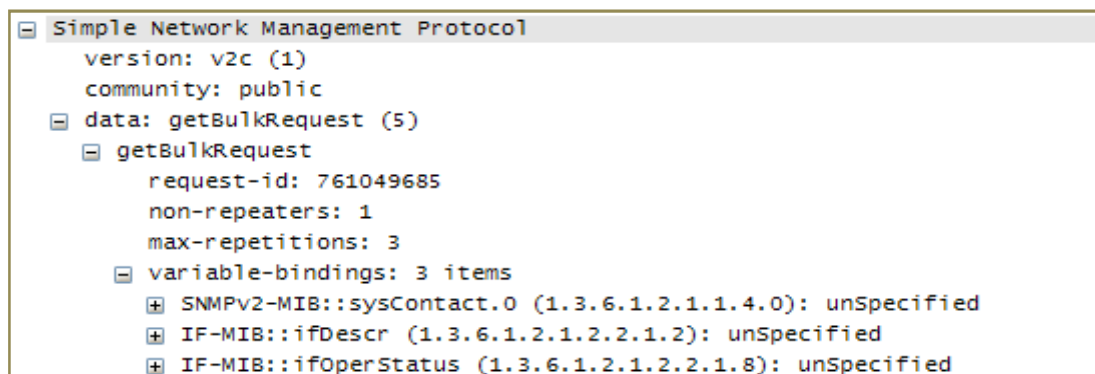 Simple Network Management Protocol
version: v2c (1)
community: public
data: getBulkRequest (5)
getBulkRequest
request-id: 761049685
non-repeaters: 1
max-repetitions: 3
variable-bindings: 3 items
SNMPv2-MIB::sysContact.0 (1.3.6.1.2.1.1.4.0): unSpecified
IF-MIB::ifDescr (1.3.6.1.2.1.2.2.1.2): unSpecified
IF-MIB::ifOperStatus (1.3.6.1.2.1.2.2.1.8): unSpecified